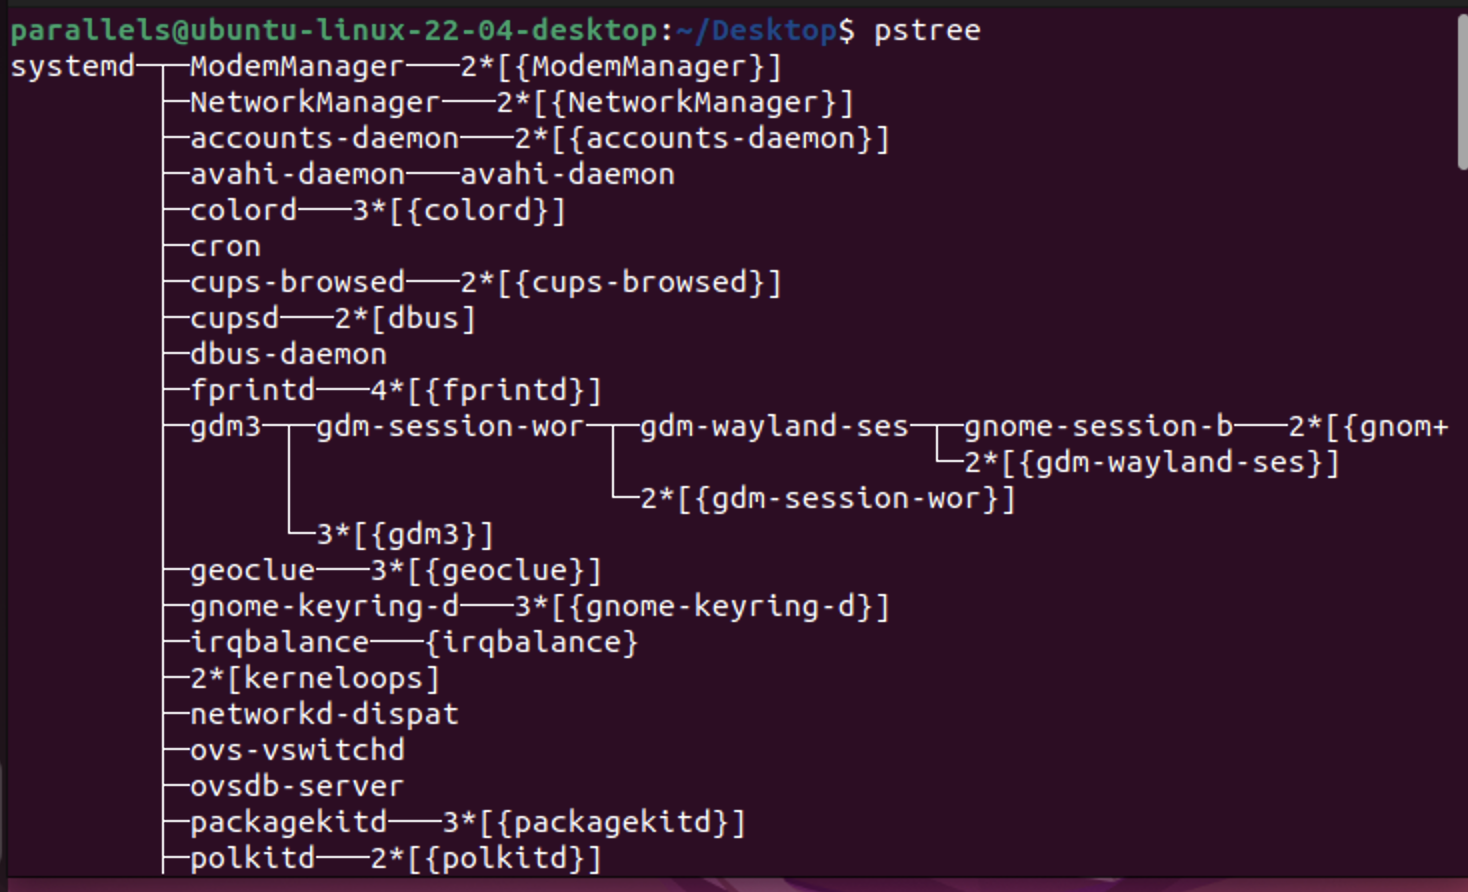 parallels@ubuntu-linux-22-04-desktop:~/Desktop$ pstree
systemd─┬─ModemManager───2*[{ModemManager}]
        ├─NetworkManager───2*[{NetworkManager}]
        ├─accounts-daemon───2*[{accounts-daemon}]
        ├─avahi-daemon───avahi-daemon
        ├─colord───3*[{colord}]
        ├─cron
        ├─cups-browsed───2*[{cups-browsed}]
        ├─cupsd───2*[dbus]
        ├─dbus-daemon
        ├─fprintd───4*[{fprintd}]
        ├─gdm3─┬─gdm-session-wor─┬─gdm-wayland-ses─┬─gnome-session-b───2*[{gnom+
        │      │                 │                 └─2*[{gdm-wayland-ses}]
        │      │                 └─2*[{gdm-session-wor}]
        │      └─3*[{gdm3}]
        ├─geoclue───3*[{geoclue}]
        ├─gnome-keyring-d───3*[{gnome-keyring-d}]
        ├─irqbalance───{irqbalance}
        ├─2*[kerneloops]
        ├─networkd-dispat
        ├─ovs-vswitchd
        ├─ovsdb-server
        ├─packagekitd───3*[{packagekitd}]
        ├─polkitd───2*[{polkitd}]